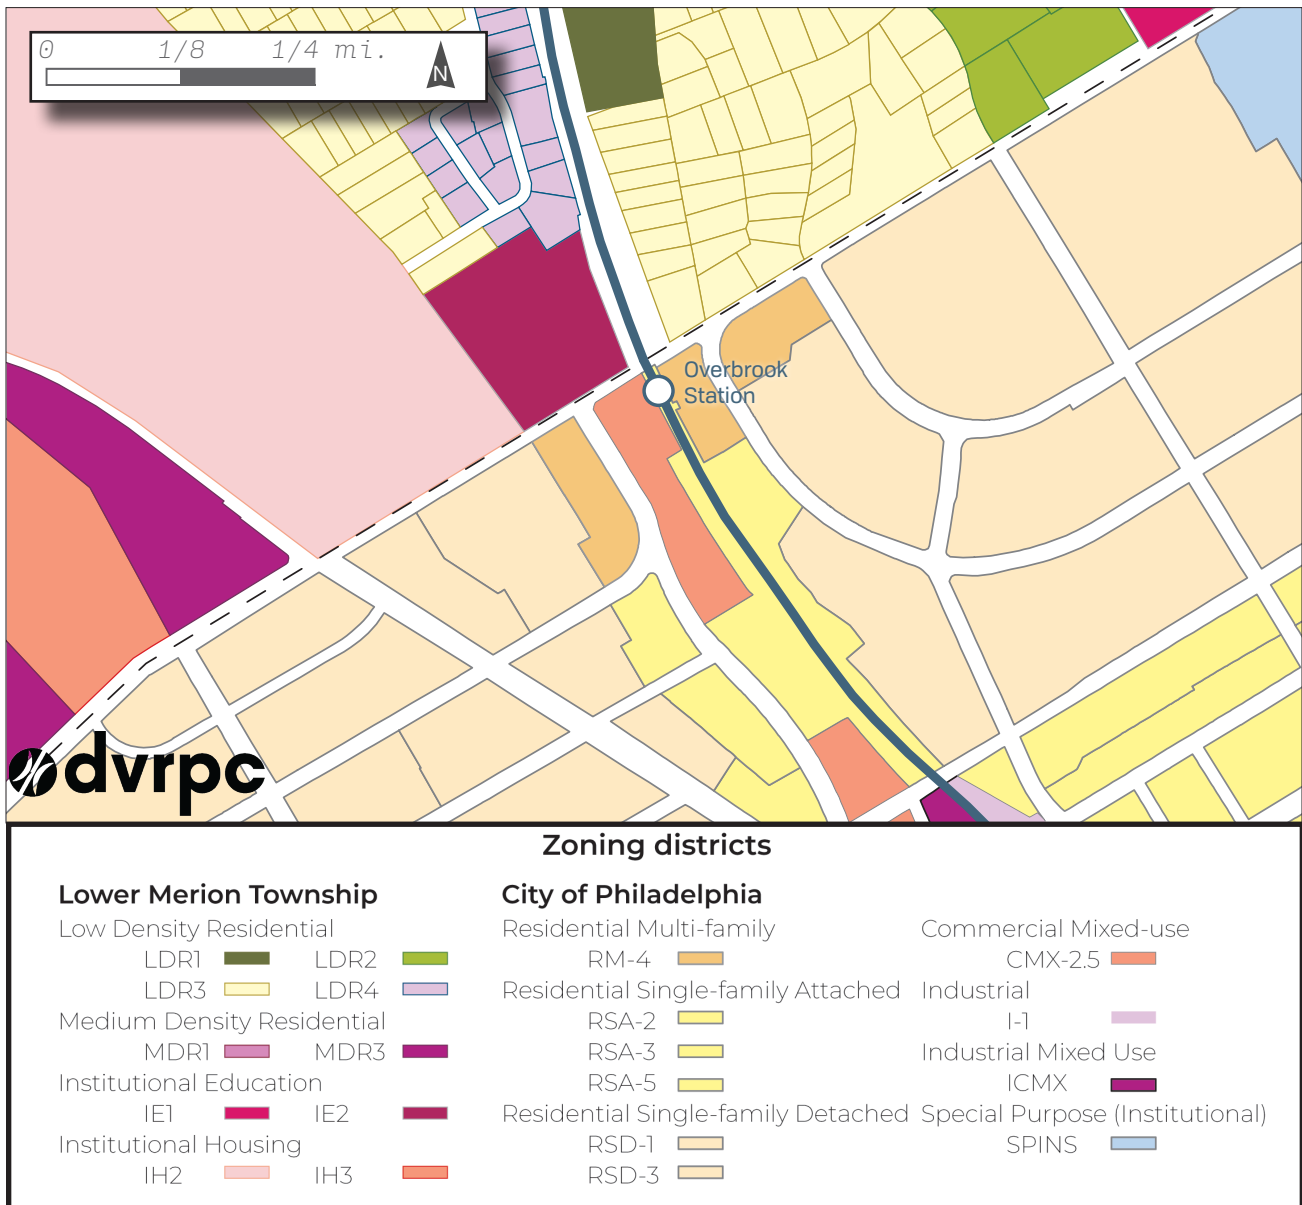 0 1/8 1/4 mi.
N
Overbrook
Station
dvrpc
Zoning districts
Lower Merion Township
Low Density Residential
LDR1 LDR2
LDR3 LDR4
Medium Density Residential
MDR1 MDR3
Institutional Education
IE1 IE2
Institutional Housing
IH2 IH3
City of Philadelphia
Residential Multi-family
RM-4
Residential Single-family Attached
RSA-2
RSA-3
RSA-5
Residential Single-family Detached
RSD-1
RSD-3
Commercial Mixed-use
CMX-2.5
Industrial
I-1
Industrial Mixed Use
ICMX
Special Purpose (Institutional)
SPINS